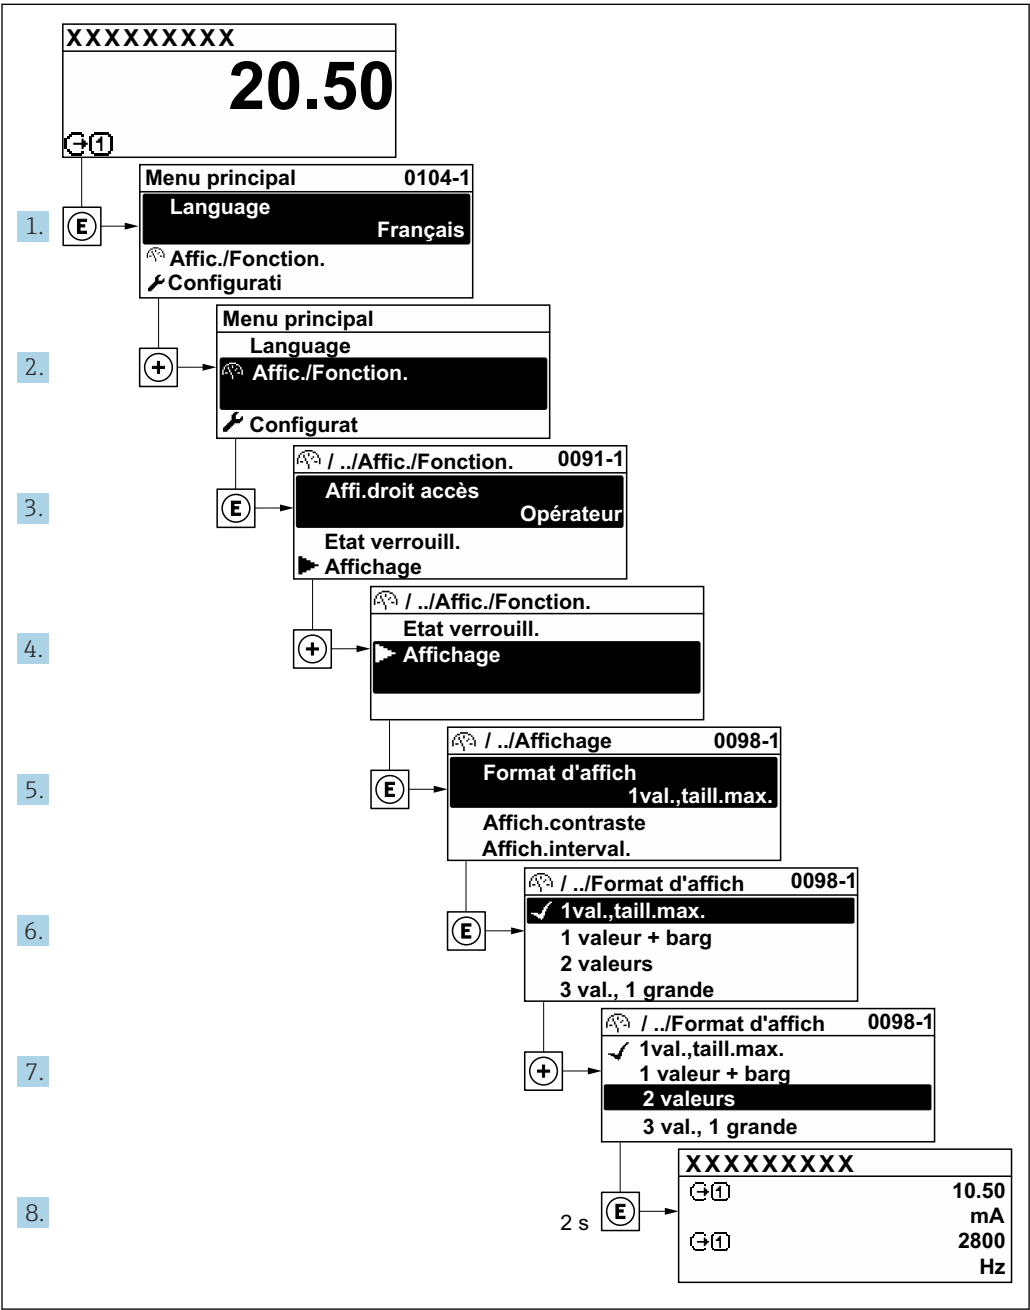 XXXXXXXXX
20.50
1
Menu principal 0104-1
Language
Français
Affic./Fonction.
Configurati
1. E
Menu principal
Language
Affic./Fonction.
Configurat
2. +
/ ../Affic./Fonction. 0091-1
Affi.droit accès
Opérateur
Etat verrouill.
Affichage
3. E
/ ../Affic./Fonction.
Etat verrouill.
Affichage
4. +
/ ../Affichage 0098-1
Format d'affich
1val.,taill.max.
Affich.contraste
Affich.interval.
5. E
/ ../Format d'affich 0098-1
1val.,taill.max.
1 valeur + barg
2 valeurs
3 val., 1 grande
6. E
/ ../Format d'affich 0098-1
1val.,taill.max.
1 valeur + barg
2 valeurs
3 val., 1 grande
7. +
XXXXXXXXX
1 10.50
mA
1 2800
Hz
8. 2 s E